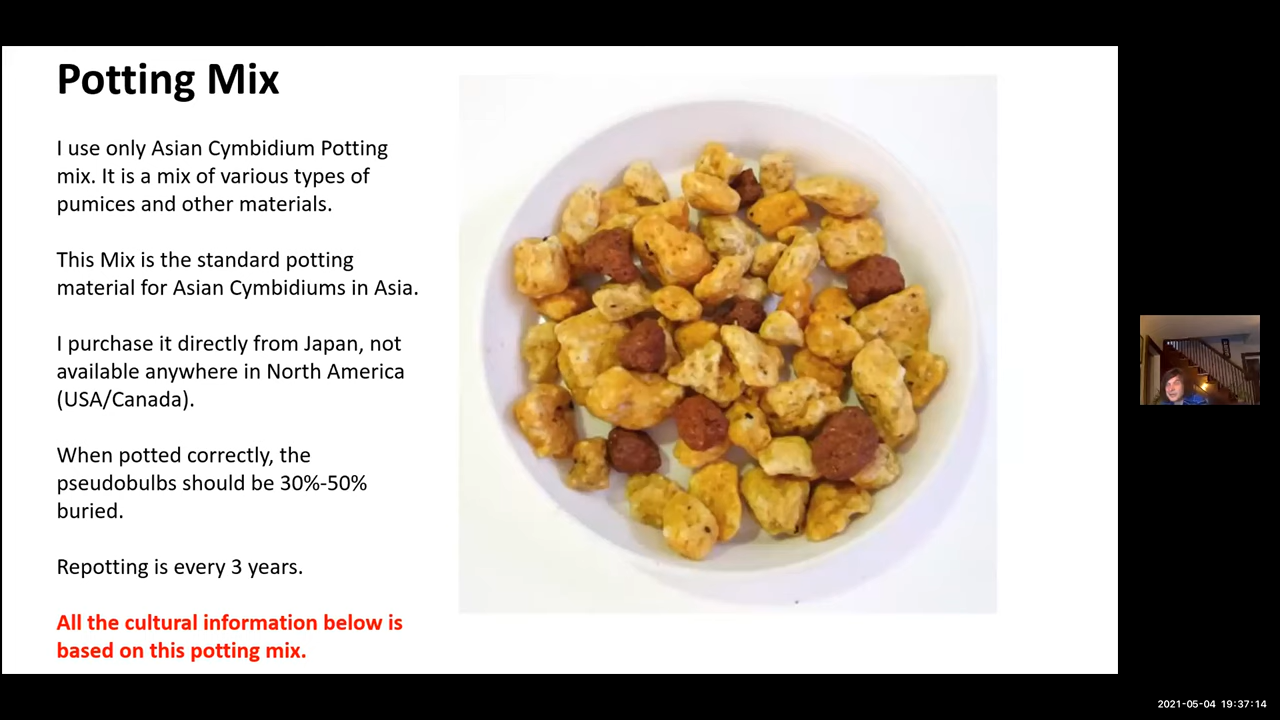 Potting Mix
I use only Asian Cymbidium Potting
mix. It is a mix of various types of
pumices and other materials.
This Mix is the standard potting
material for Asian Cymbidiums in Asia.
I purchase it directly from Japan, not
available anywhere in North America
(USA/Canada).
When potted correctly, the
pseudobulbs should be 30%-50%
buried.
Repotting is every 3 years.
All the cultural information below is
based on this potting mix.
2021-05-04 19:37:14